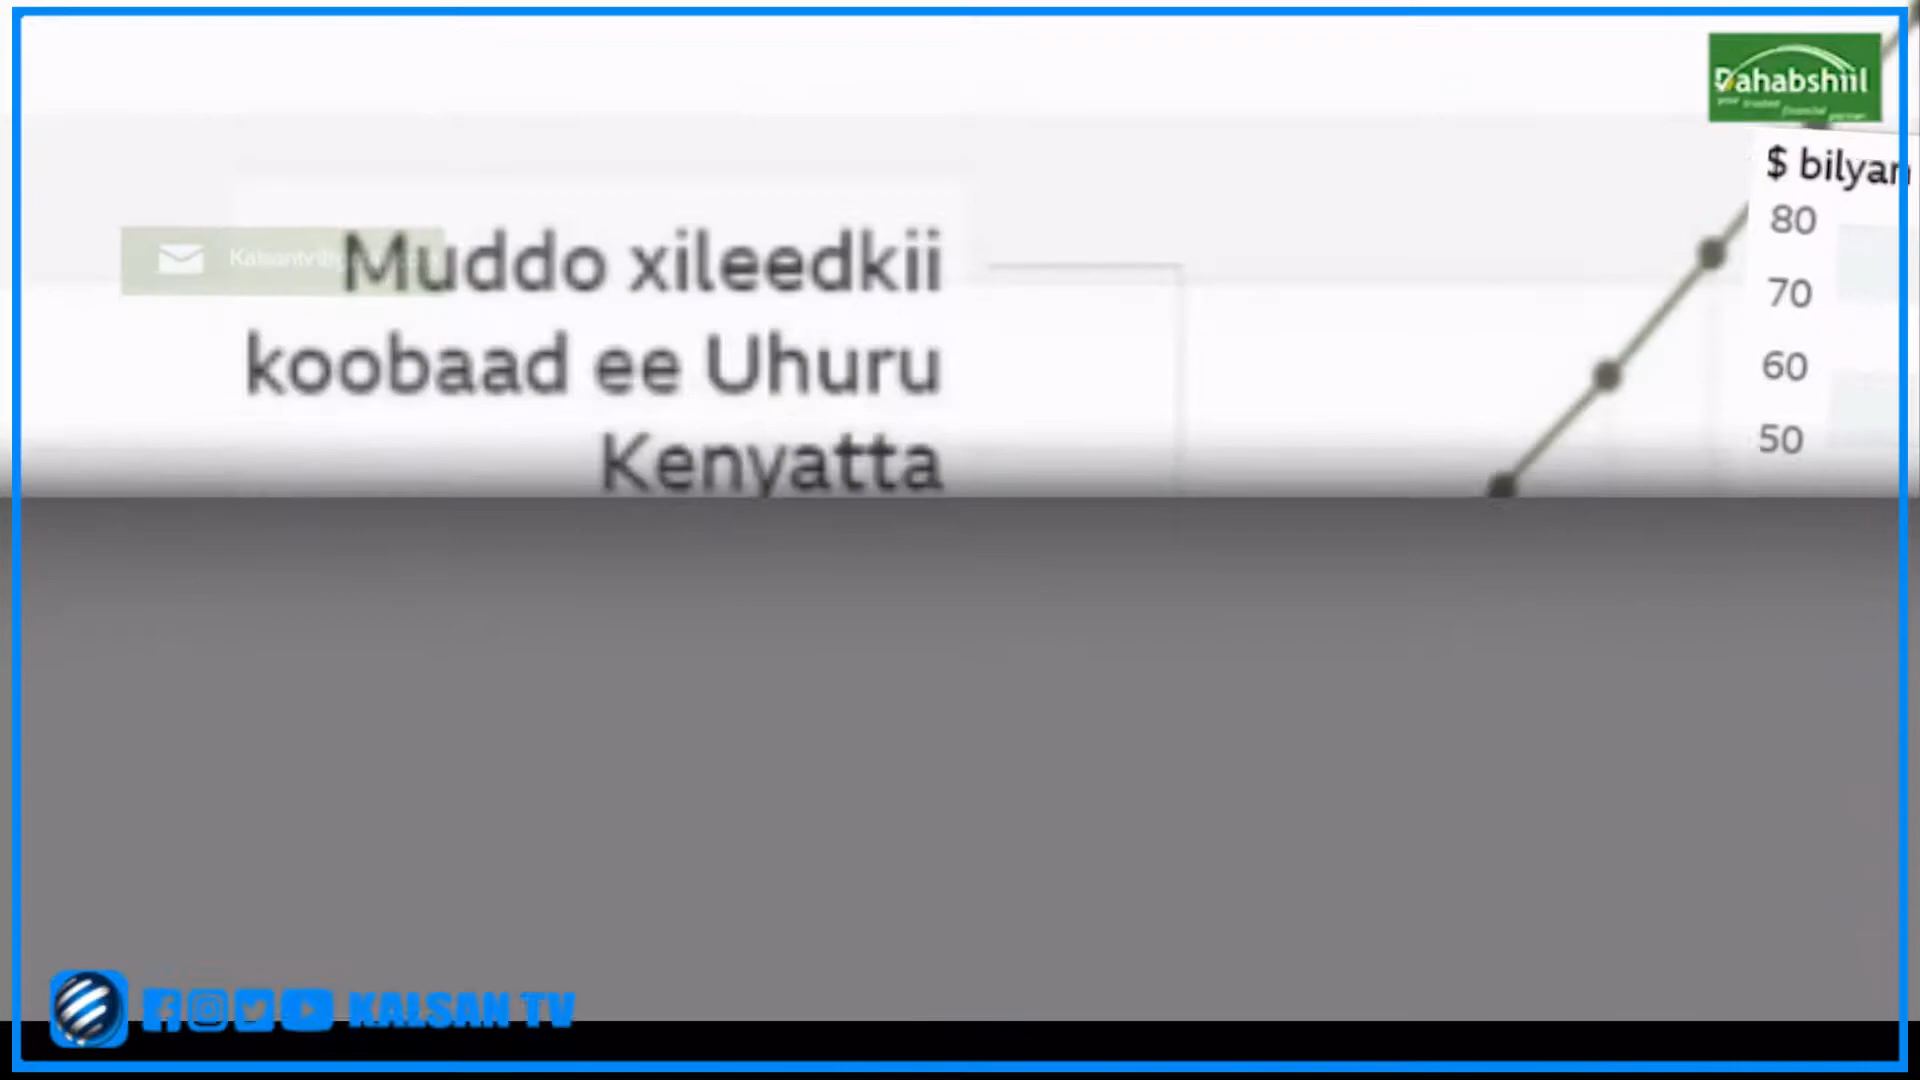 Dahabshiil
$ bilyan
80
70
60
50
Muddo xileedkii
koobaad ee Uhuru
Kenyatta
KALSAN TV